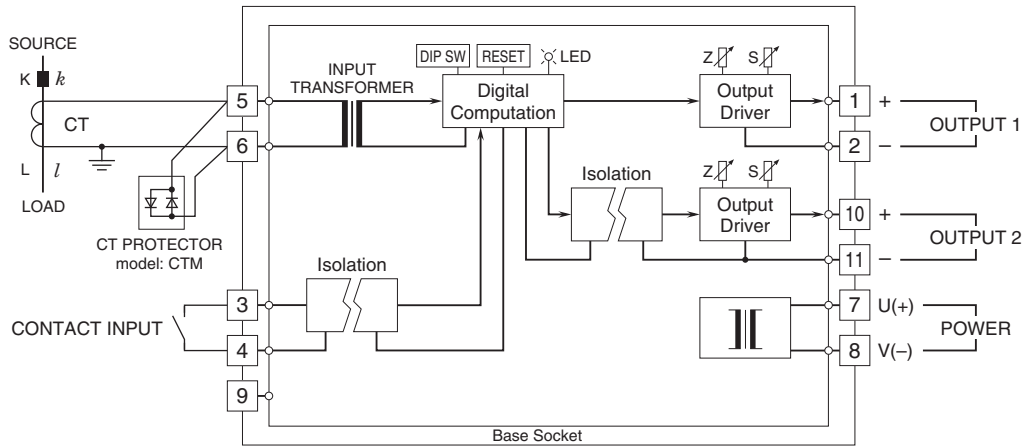 SOURCE
K k
CT
L l
LOAD
CT PROTECTOR
model: CTM
CONTACT INPUT
5
6
3
4
9
INPUT
TRANSFORMER
DIP SW
RESET
LED
Digital
Computation
Isolation
Isolation
Z S
Output
Driver
Z S
Output
Driver
1 +
2 −
OUTPUT 1
10 +
11 −
OUTPUT 2
7 U(+)
8 V(−)
POWER
Base Socket